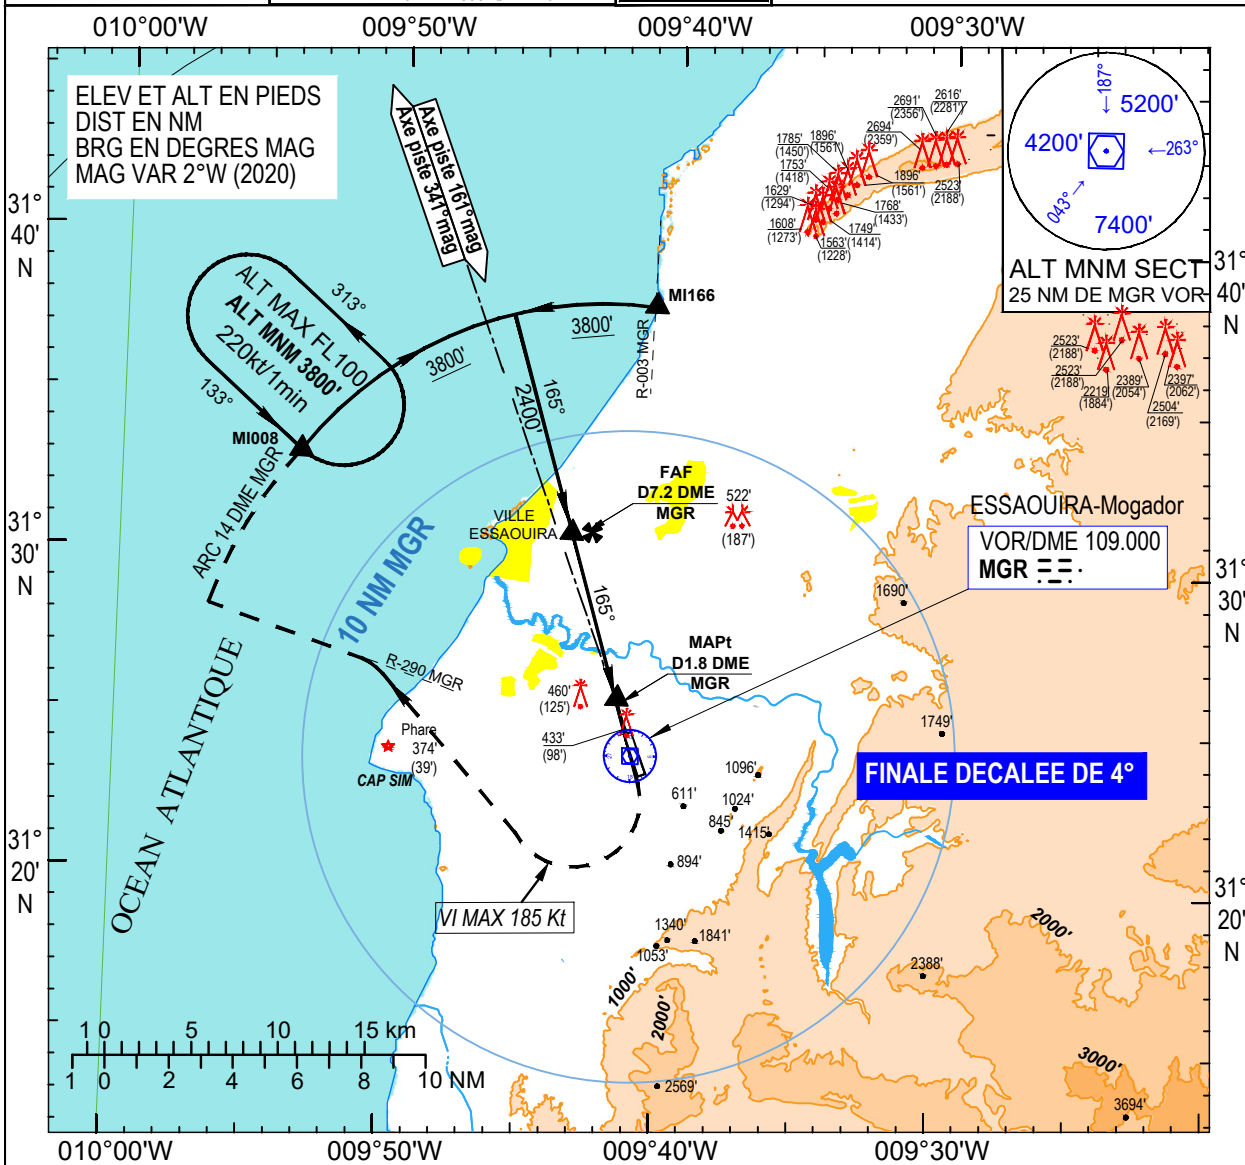 010°00'W
009°50'W
009°40'W
009°30'W
ELEV ET ALT EN PIEDS
DIST EN NM
BRG EN DEGRES MAG
MAG VAR 2°W (2020)
Axe piste 161°mag
Axe piste 341°mag
187°
5200'
4200'
263°
043°
7400'
ALT MNM SECT
25 NM DE MGR VOR
31°
40'
N
31°
40'
N
2691'
(2356')
2616'
(2281')
2694'
(2359')
1785'
(1450')
1896'
(1561')
1753'
(1418')
1629'
(1294')
1608'
(1273')
1563'
(1228')
1749'
(1414')
1768'
(1433')
1896'
(1561')
2523'
(2188')
2523'
(2188')
2523'
(2188')
2219'
(1884')
2389'
(2054')
2397'
(2062')
2504'
(2169')
ALT MAX FL100
ALT MNM 3800'
220kt/1min
313°
133°
MI008
MI166
3800'
3800'
R-003 MGR
165°
2400'
ARC 14 DME MGR
10 NM MGR
VILLE
ESSAOUIRA
FAF
D7.2 DME
MGR
522'
(187')
ESSAOUIRA-Mogador
VOR/DME 109.000
MGR
31°
30'
N
31°
30'
N
165°
1690'
MAPt
D1.8 DME
MGR
R-290 MGR
460'
(125')
433'
(98')
Phare
374'
(39')
CAP SIM
OCEAN ATLANTIQUE
1749'
FINALE DECALEE DE 4°
1096'
611'
1024'
845'
1415'
894'
31°
20'
N
31°
20'
N
VI MAX 185 Kt
1340'
1841'
1053'
1000'
2000'
2000'
2388'
3000'
2569'
3694'
1 0 5 10 15 km
1 0 2 4 6 8 10 NM
010°00'W
009°50'W
009°40'W
009°30'W